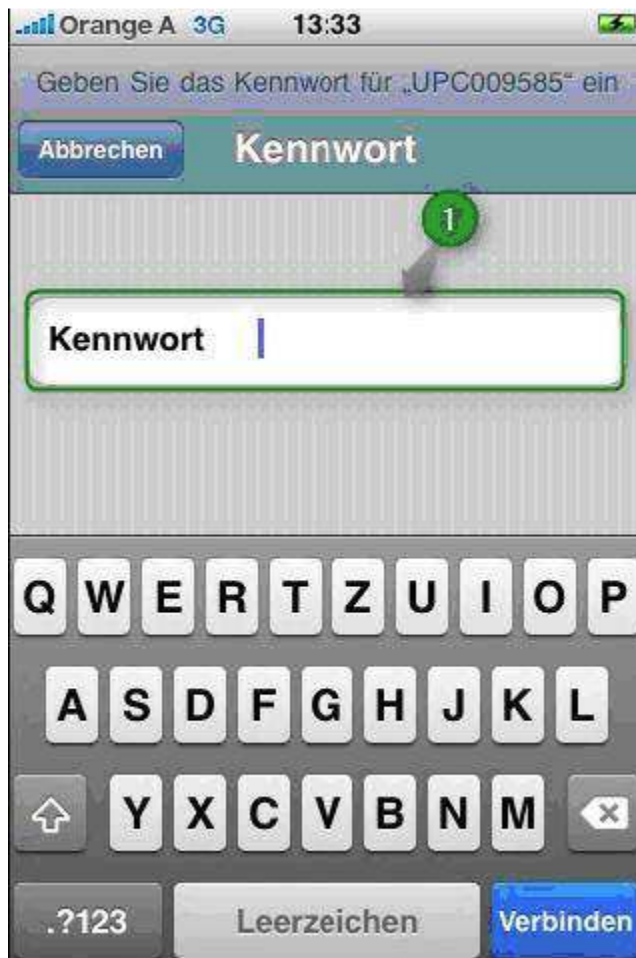 Orange A 3G 13:33
Geben Sie das Kennwort für „UPC009585“ ein
Abbrechen Kennwort
1
Kennwort
Q W E R T Z U I O P
A S D F G H J K L
Y X C V B N M
.?123 Leerzeichen Verbinden